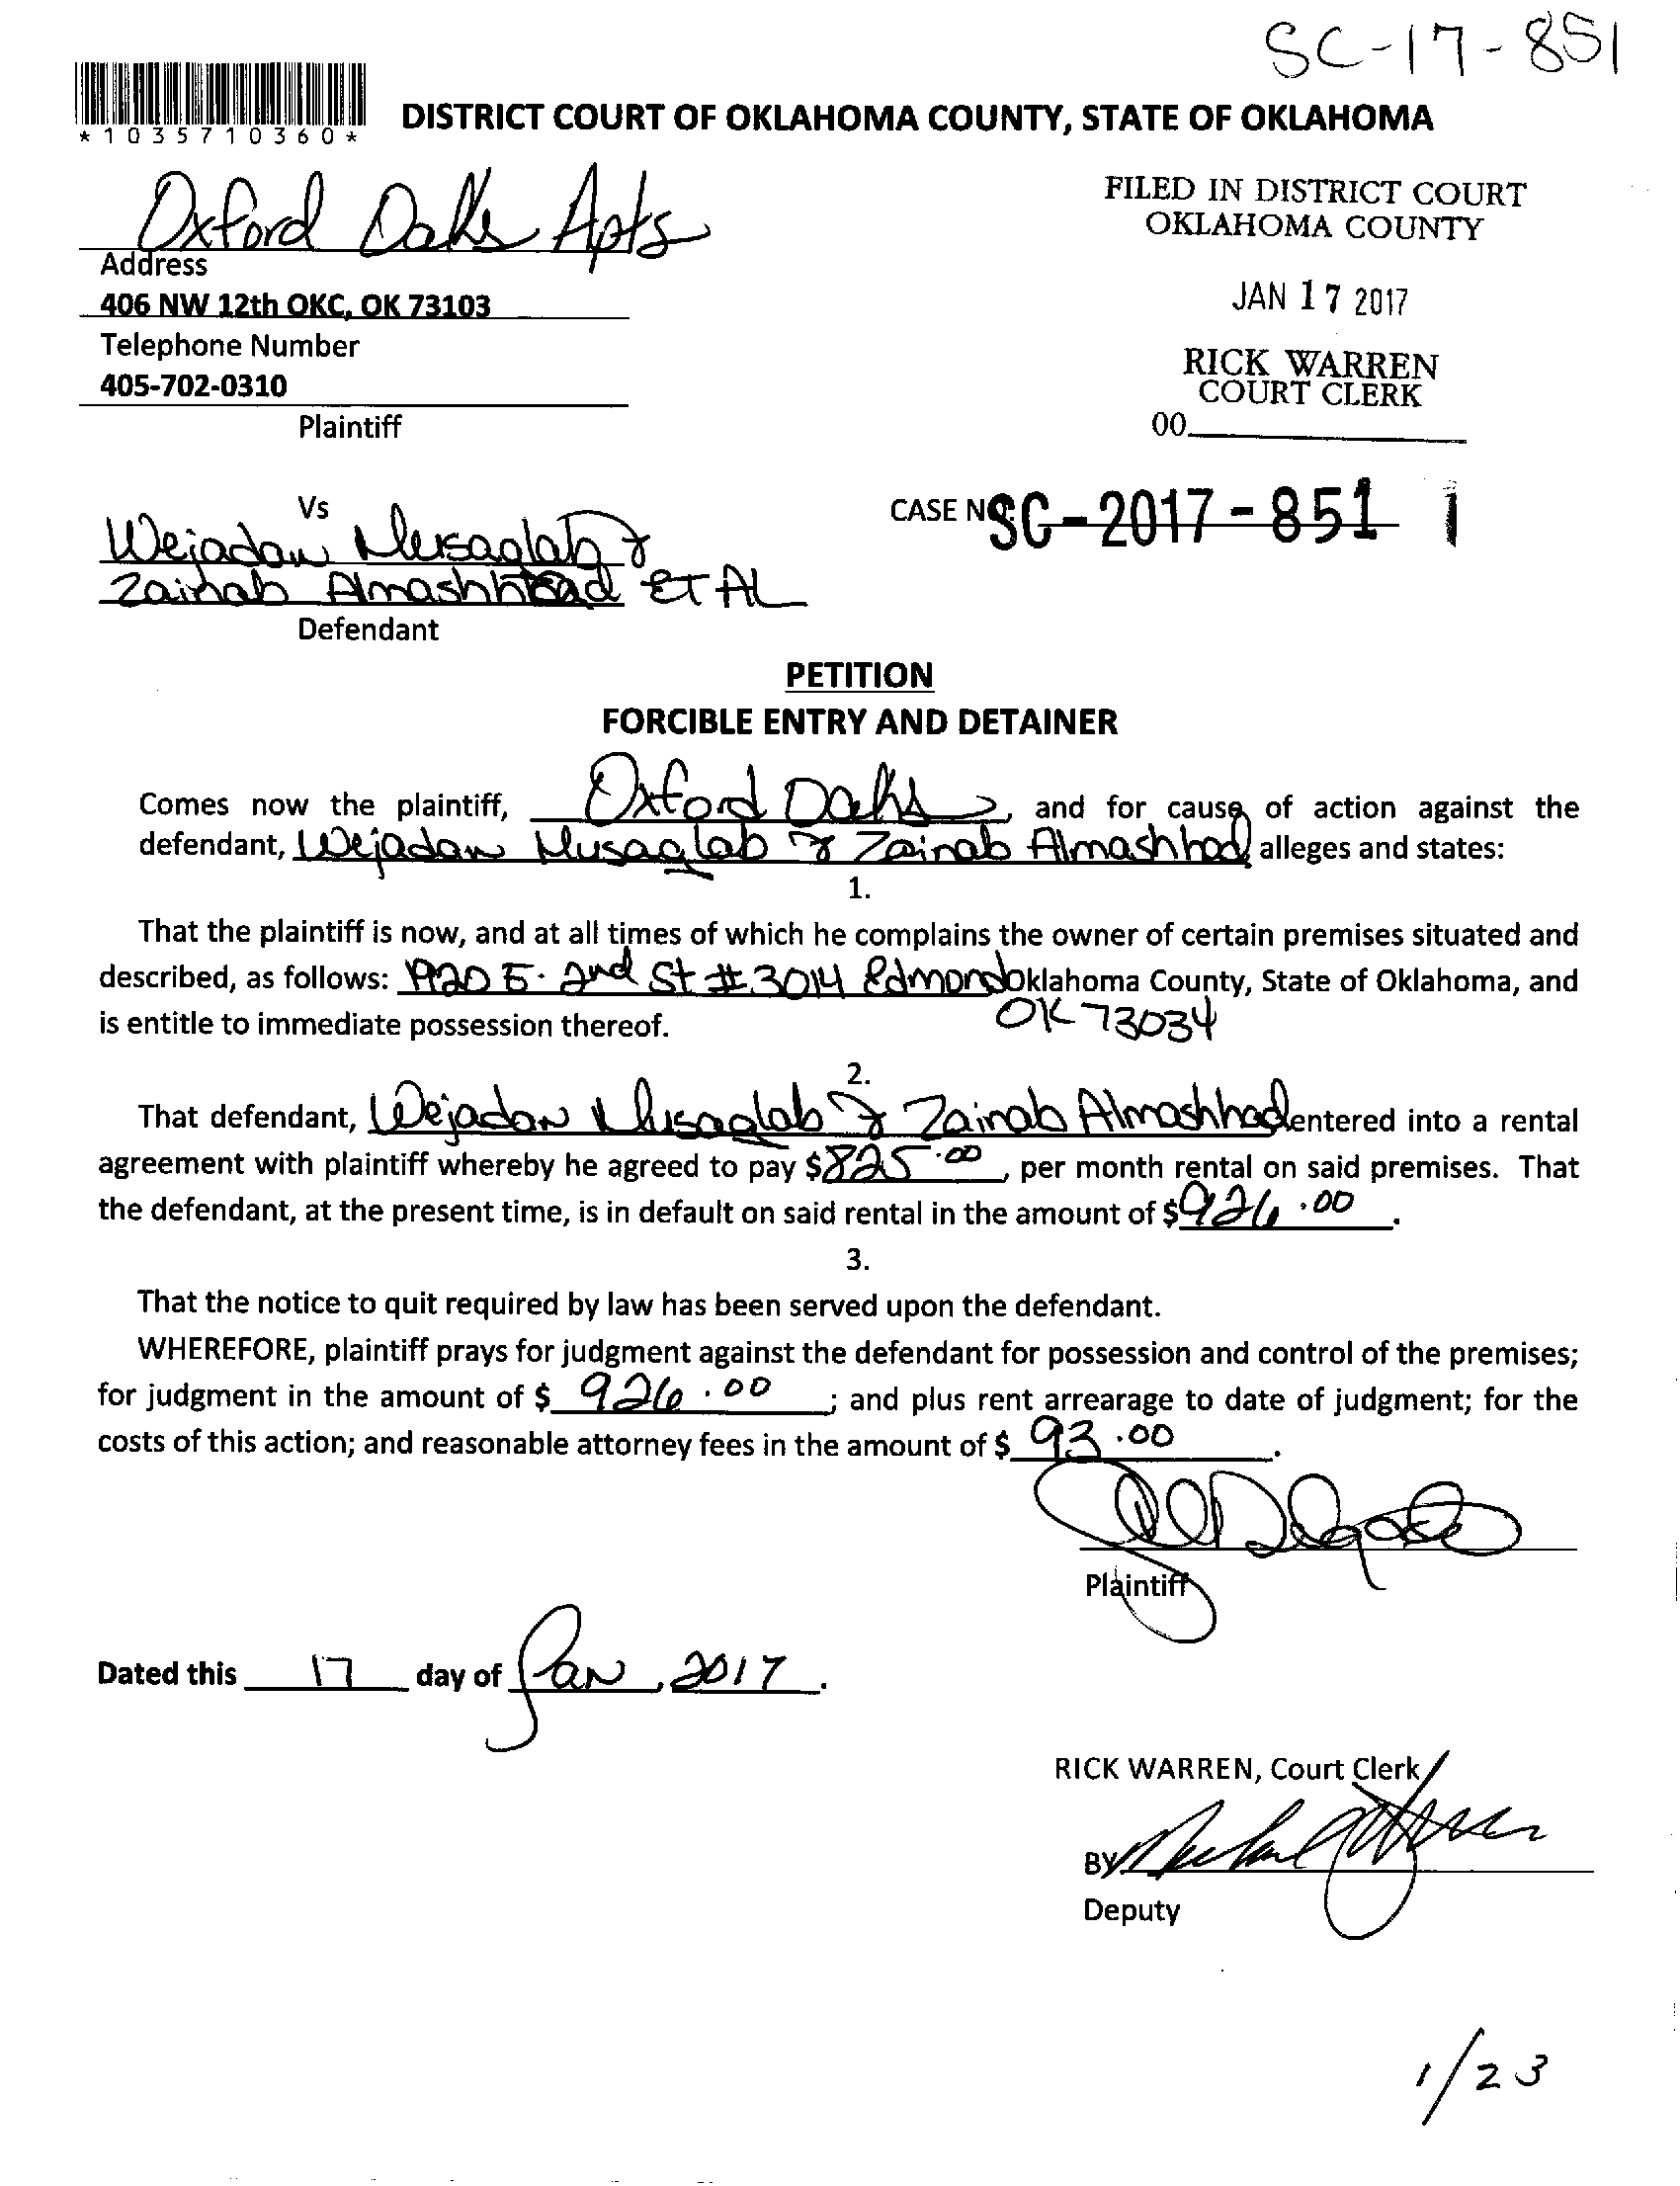 SC-17-851
*1035710360*
DISTRICT COURT OF OKLAHOMA COUNTY, STATE OF OKLAHOMA
Oxford Oaks Apts
Address
406 NW 12th OKC, OK 73103
Telephone Number
405-702-0310
Plaintiff
FILED IN DISTRICT COURT
OKLAHOMA COUNTY
JAN 17 2017
RICK WARREN
COURT CLERK
00
Vs
Wejadan Musaglab &
Zainab Almashhad ET AL
Defendant
CASE NO SC-2017-851
PETITION
FORCIBLE ENTRY AND DETAINER
Comes now the plaintiff, Oxford Oaks, and for cause of action against the
defendant, Wejadan Musaglab & Zainab Almashhad alleges and states:
1.
That the plaintiff is now, and at all times of which he complains the owner of certain premises situated and
described, as follows: 1920 E. 2nd St #3014 Edmond Oklahoma County, State of Oklahoma, and
OK 73034
is entitle to immediate possession thereof.
2.
That defendant, Wejadan Musaglab & Zainab Almashhad entered into a rental
agreement with plaintiff whereby he agreed to pay $825.00, per month rental on said premises. That
the defendant, at the present time, is in default on said rental in the amount of $926.00.
3.
That the notice to quit required by law has been served upon the defendant.
WHEREFORE, plaintiff prays for judgment against the defendant for possession and control of the premises;
for judgment in the amount of $ 926.00; and plus rent arrearage to date of judgment; for the
costs of this action; and reasonable attorney fees in the amount of $ 93.00.
Plaintiff
Dated this 17 day of Jan, 2017.
RICK WARREN, Court Clerk
BY
Deputy
1/23